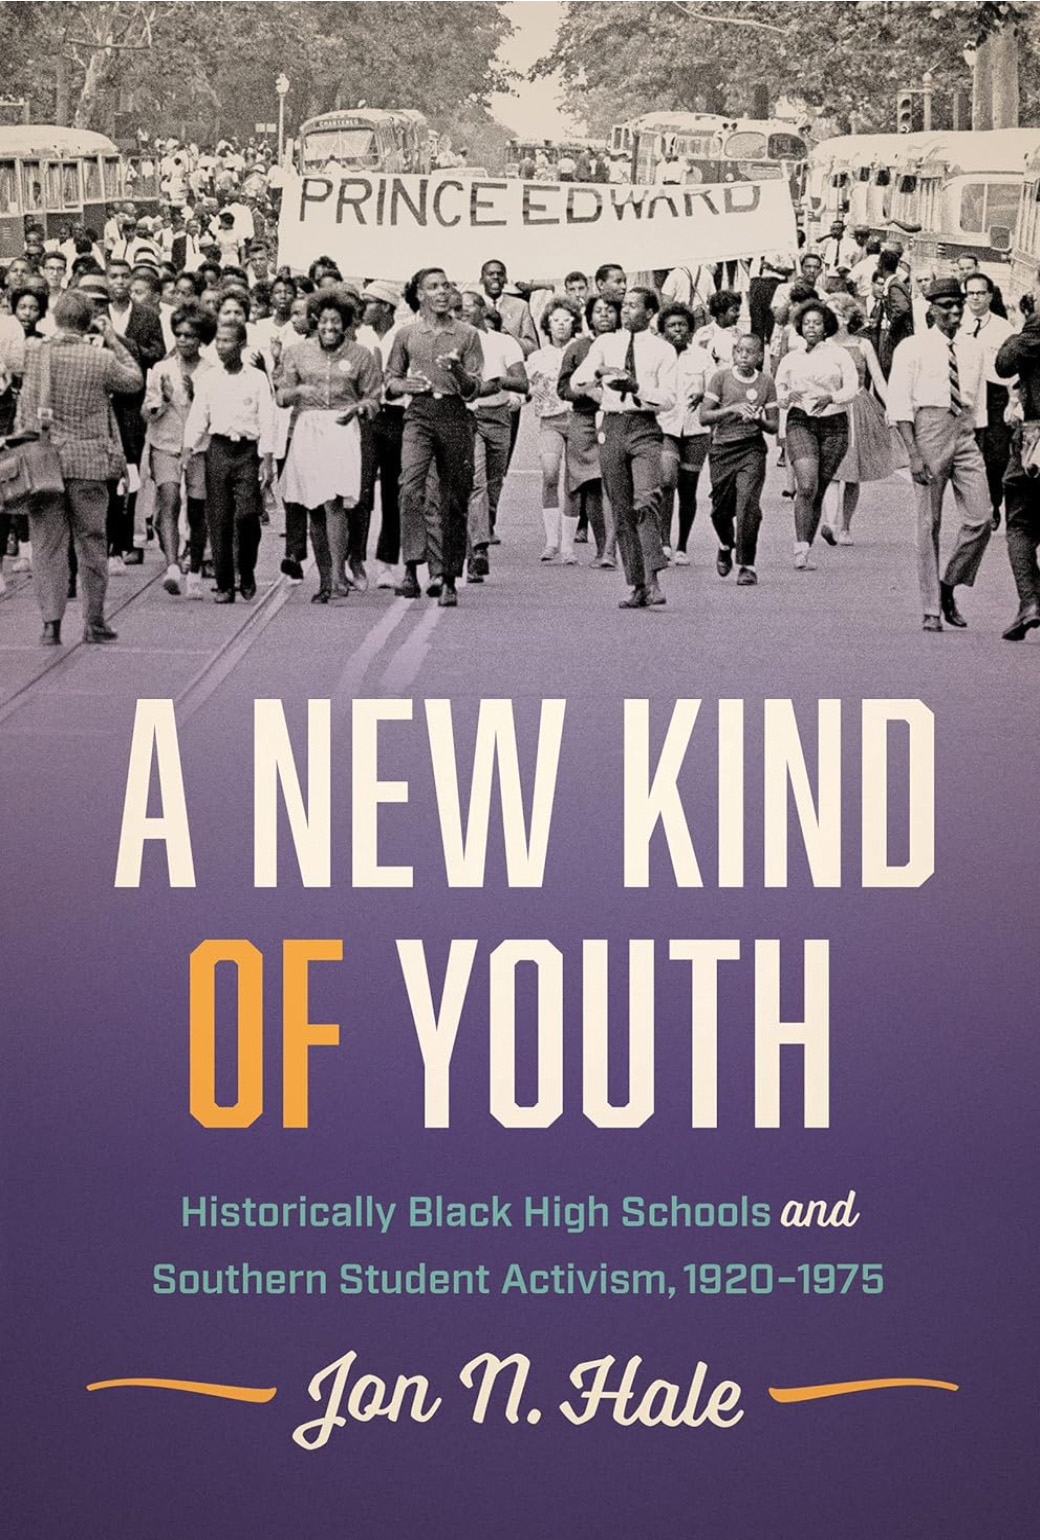 PRINCE EDWARD
A NEW KIND
OF YOUTH
Historically Black High Schools and
Southern Student Activism, 1920–1975
Jon N. Hale